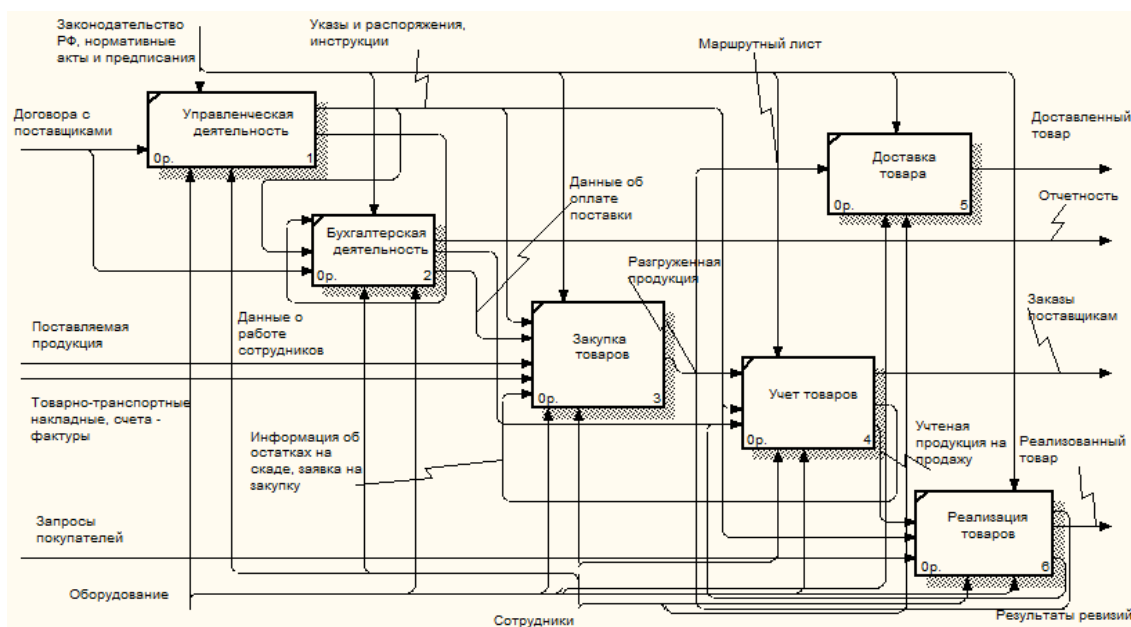 Законодательство
РФ, нормативные
акты и предписания
Указы и распоряжения,
инструкции
Маршрутный лист
Договора с
поставщиками
Управленческая
деятельность
0р.
1
Доставленный
товар
Доставка
товара
0р.
5
Данные об
оплате
поставки
Отчетность
Бухгалтерская
деятельность
0р.
2
Разгруженная
продукция
Заказы
поставщикам
Поставляемая
продукция
Данные о
работе
сотрудников
Закупка
товаров
0р.
3
Учет товаров
0р.
4
Товарно-транспортные
накладные, счета -
фактуры
Информация об
остатках на
скаде, заявка на
закупку
Учтеная
продукция на
продажу
Реализованный
товар
Запросы
покупателей
Реализация
товаров
0р.
6
Оборудование
Сотрудники
Результаты ревизий